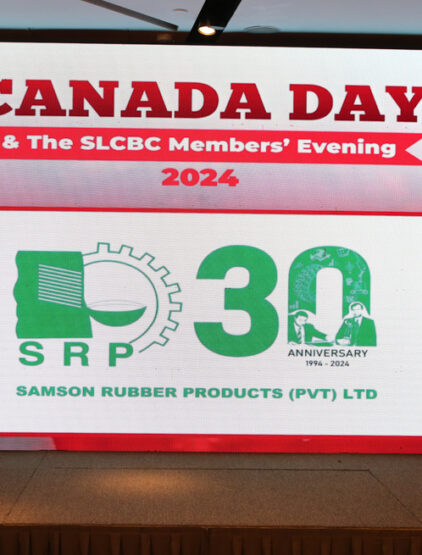 CANADA DAY
& The SLCBC Members' Evening
2024
SRP
30
ANNIVERSARY
1994 - 2024
SAMSON RUBBER PRODUCTS (PVT) LTD